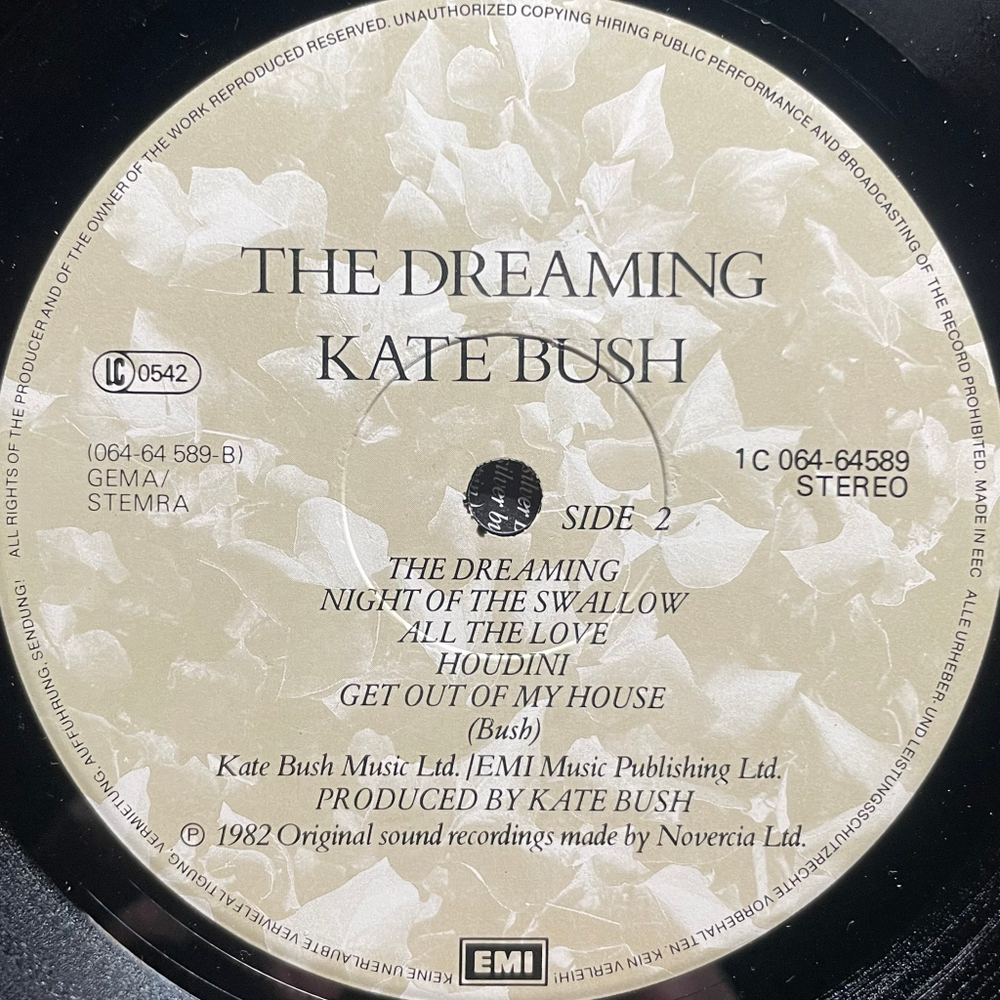 ALL RIGHTS OF THE PRODUCER AND OF THE OWNER OF THE WORK REPRODUCED RESERVED. UNAUTHORIZED COPYING HIRING PUBLIC PERFORMANCE AND BROADCASTING OF THE RECORD PROHIBITED. MADE IN EEC
THE DREAMING
KATE BUSH
LC 0542
(064-64 589-B)
GEMA/
STEMRA
1C 064-64589
STEREO
SIDE 2
THE DREAMING
NIGHT OF THE SWALLOW
ALL THE LOVE
HOUDINI
GET OUT OF MY HOUSE
(Bush)
Kate Bush Music Ltd./EMI Music Publishing Ltd.
PRODUCED BY KATE BUSH
Ⓟ 1982 Original sound recordings made by Novercia Ltd.
ALLE URHEBER- UND LEISTUNGSSCHUTZRECHTE VORBEHALTEN. KEIN VERLEIH!
KEINE UNERLAUBTE VERVIELFÄLTIGUNG, VERMIETUNG, AUFFÜHRUNG, SENDUNG!
EMI